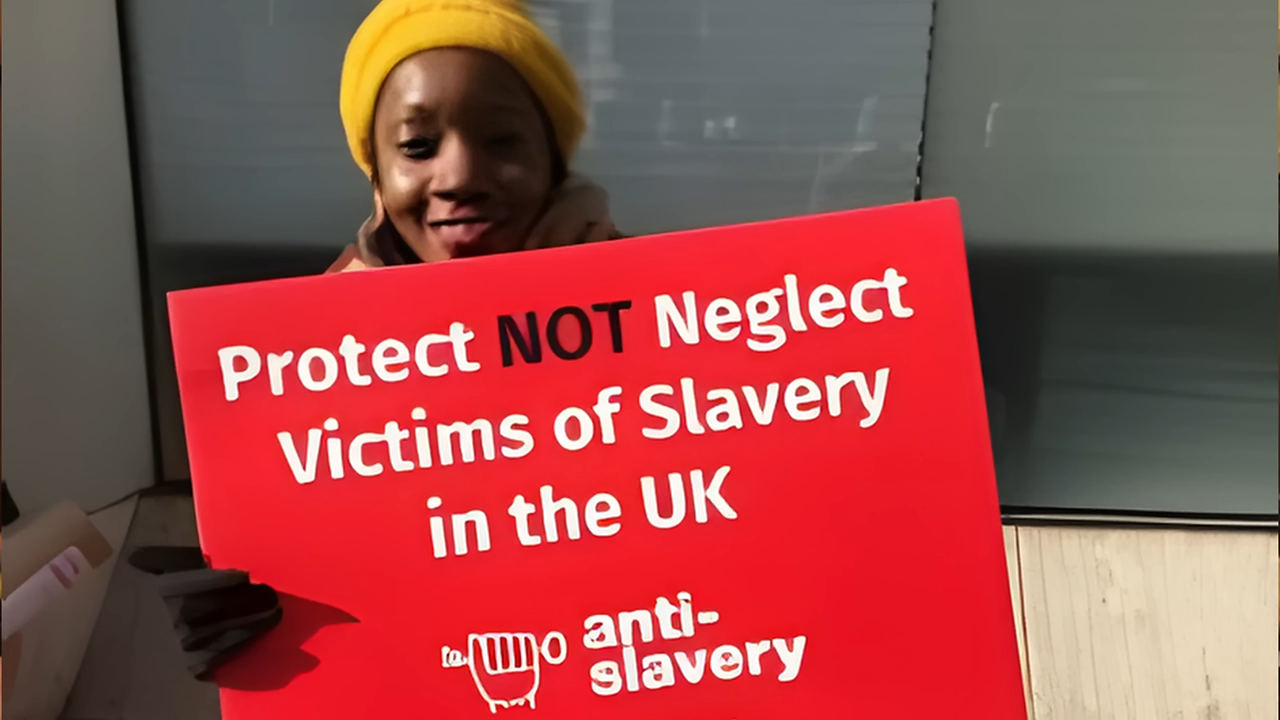 Protect NOT Neglect
Victims of Slavery
in the UK
anti-
slavery